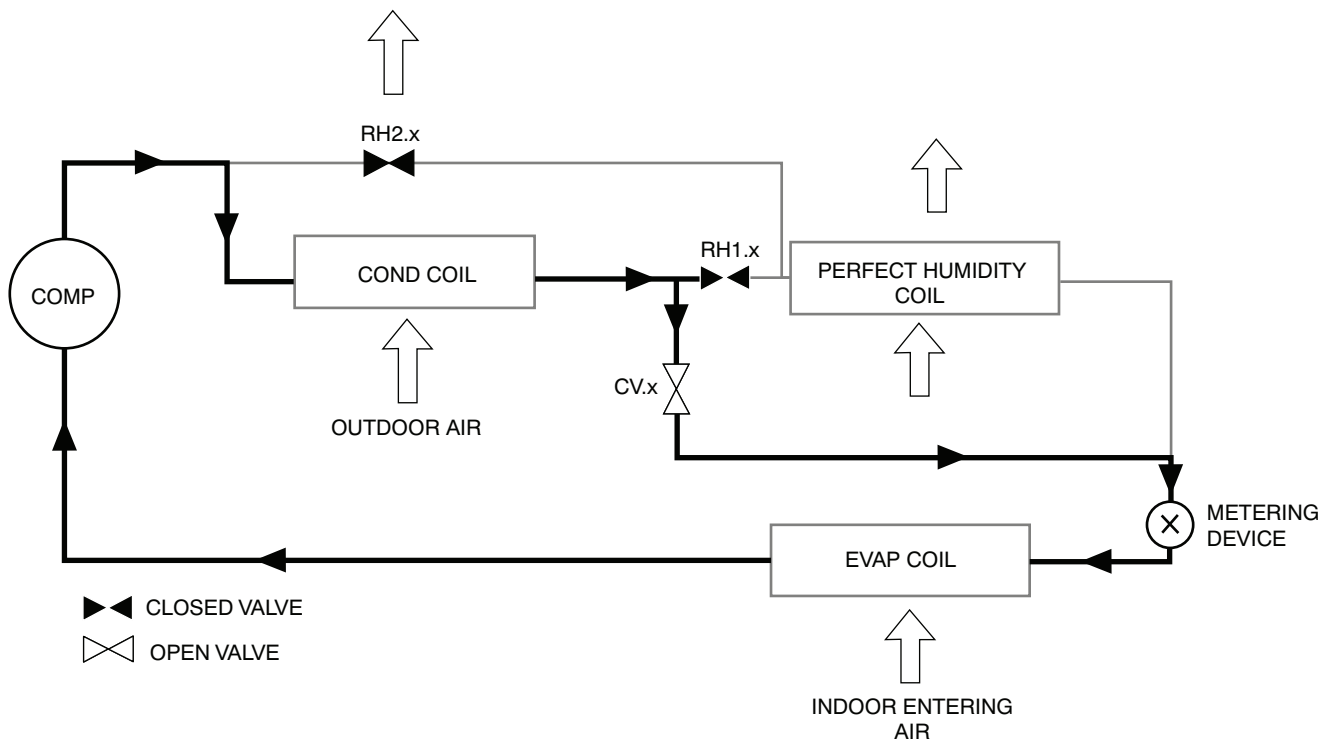 RH2.x
RH1.x
COMP
COND COIL
PERFECT HUMIDITY
COIL
CV.x
OUTDOOR AIR
METERING
DEVICE
EVAP COIL
CLOSED VALVE
OPEN VALVE
INDOOR ENTERING
AIR